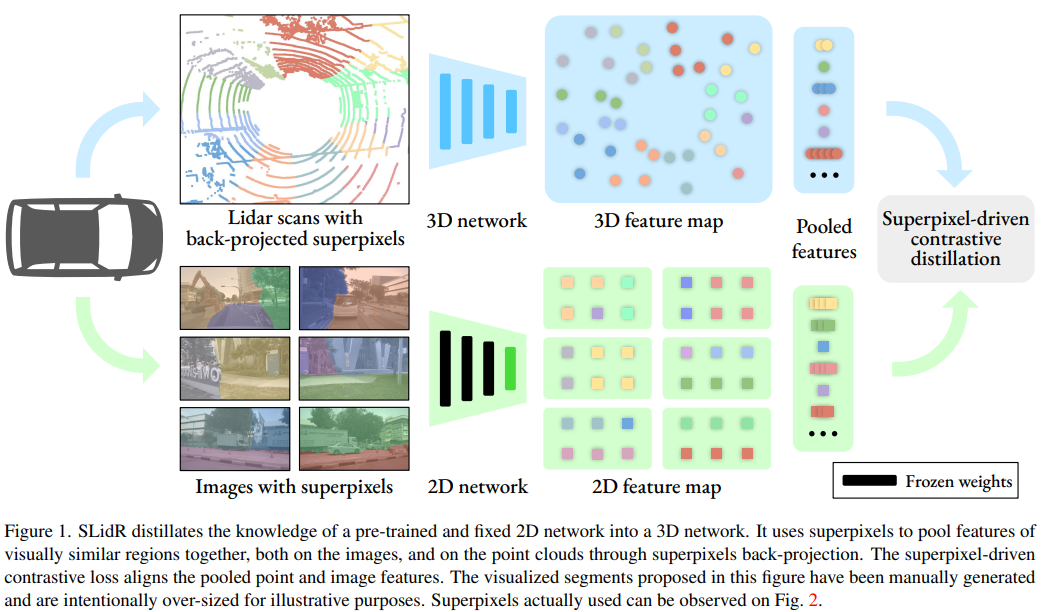 Lidar scans with
back-projected superpixels
3D network
3D feature map
Pooled
features
Superpixel-driven
contrastive
distillation
Images with superpixels
2D network
2D feature map
Frozen weights
Figure 1. SLidR distillates the knowledge of a pre-trained and fixed 2D network into a 3D network. It uses superpixels to pool features of
visually similar regions together, both on the images, and on the point clouds through superpixels back-projection. The superpixel-driven
contrastive loss aligns the pooled point and image features. The visualized segments proposed in this figure have been manually generated
and are intentionally over-sized for illustrative purposes. Superpixels actually used can be observed on Fig. 2.